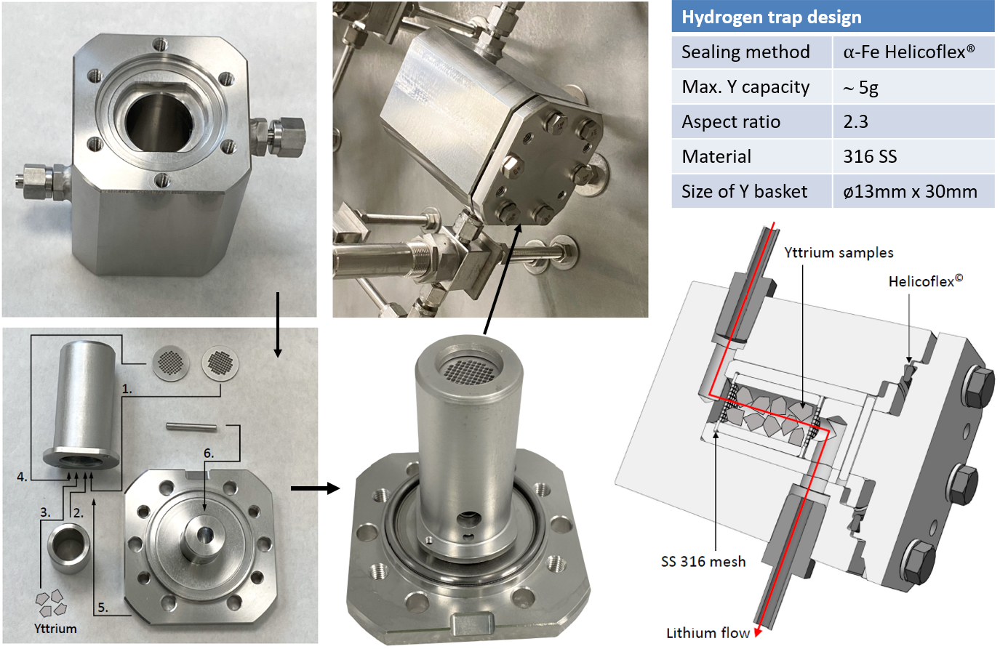 Hydrogen trap design
Sealing method α-Fe Helicoflex®
Max. Y capacity ~ 5g
Aspect ratio 2.3
Material 316 SS
Size of Y basket ø13mm x 30mm
Yttrium samples
Helicoflex©
1.
6.
4.
3.
2.
5.
Yttrium
SS 316 mesh
Lithium flow